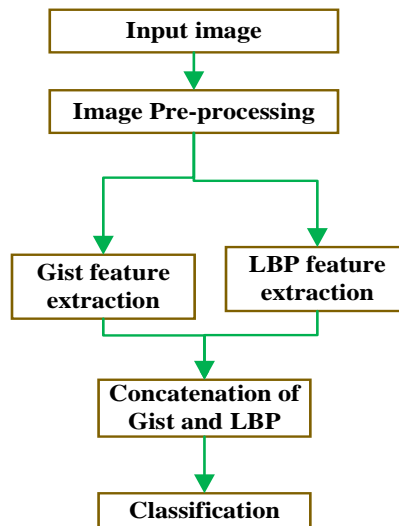 Input image
Image Pre-processing
Gist feature
extraction
LBP feature
extraction
Concatenation of
Gist and LBP
Classification